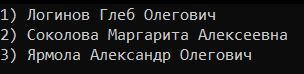 1) Логинов Глеб Олегович
2) Соколова Маргарита Алексеевна
3) Ярмола Александр Олегович